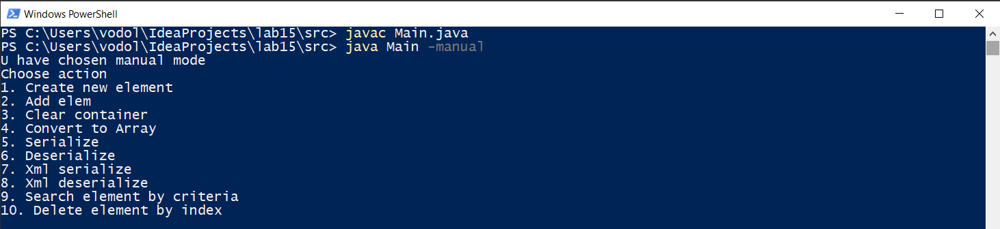 Windows PowerShell
PS C:\Users\vodol\IdeaProjects\lab15\src> javac Main.java
PS C:\Users\vodol\IdeaProjects\lab15\src> java Main -manual
U have chosen manual mode
Choose action
1. Create new element
2. Add elem
3. Clear container
4. Convert to Array
5. Serialize
6. Deserialize
7. Xml serialize
8. Xml deserialize
9. Search element by criteria
10. Delete element by index